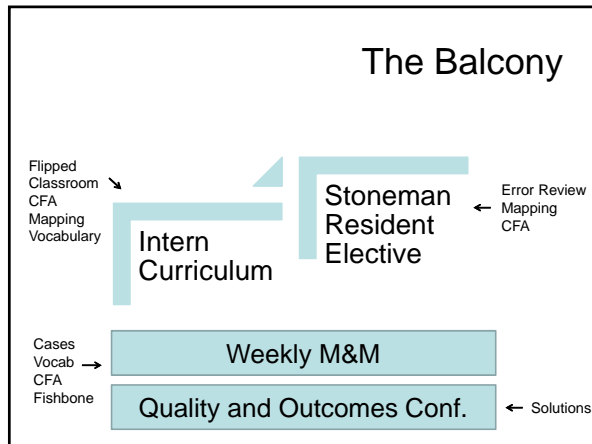 The Balcony
Flipped
Classroom
CFA
Mapping
Vocabulary
Intern
Curriculum
Stoneman
Resident
Elective
Error Review
Mapping
CFA
Cases
Vocab
CFA
Fishbone
Weekly M&M
Quality and Outcomes Conf.
Solutions